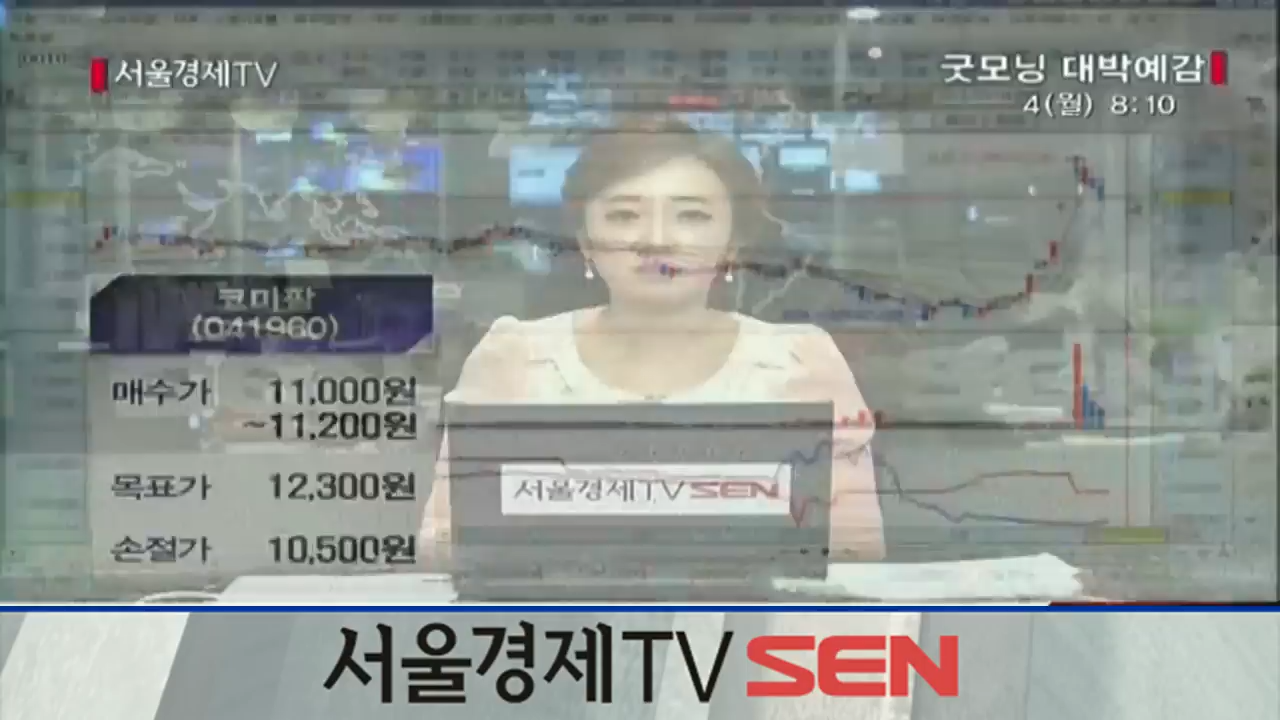 서울경제TV
굿모닝 대박예감
4(월) 8:10
코미팜
(041960)
매수가 11,000원
~11,200원
목표가 12,300원
손절가 10,500원
서울경제TV SEN
서울경제TV SEN